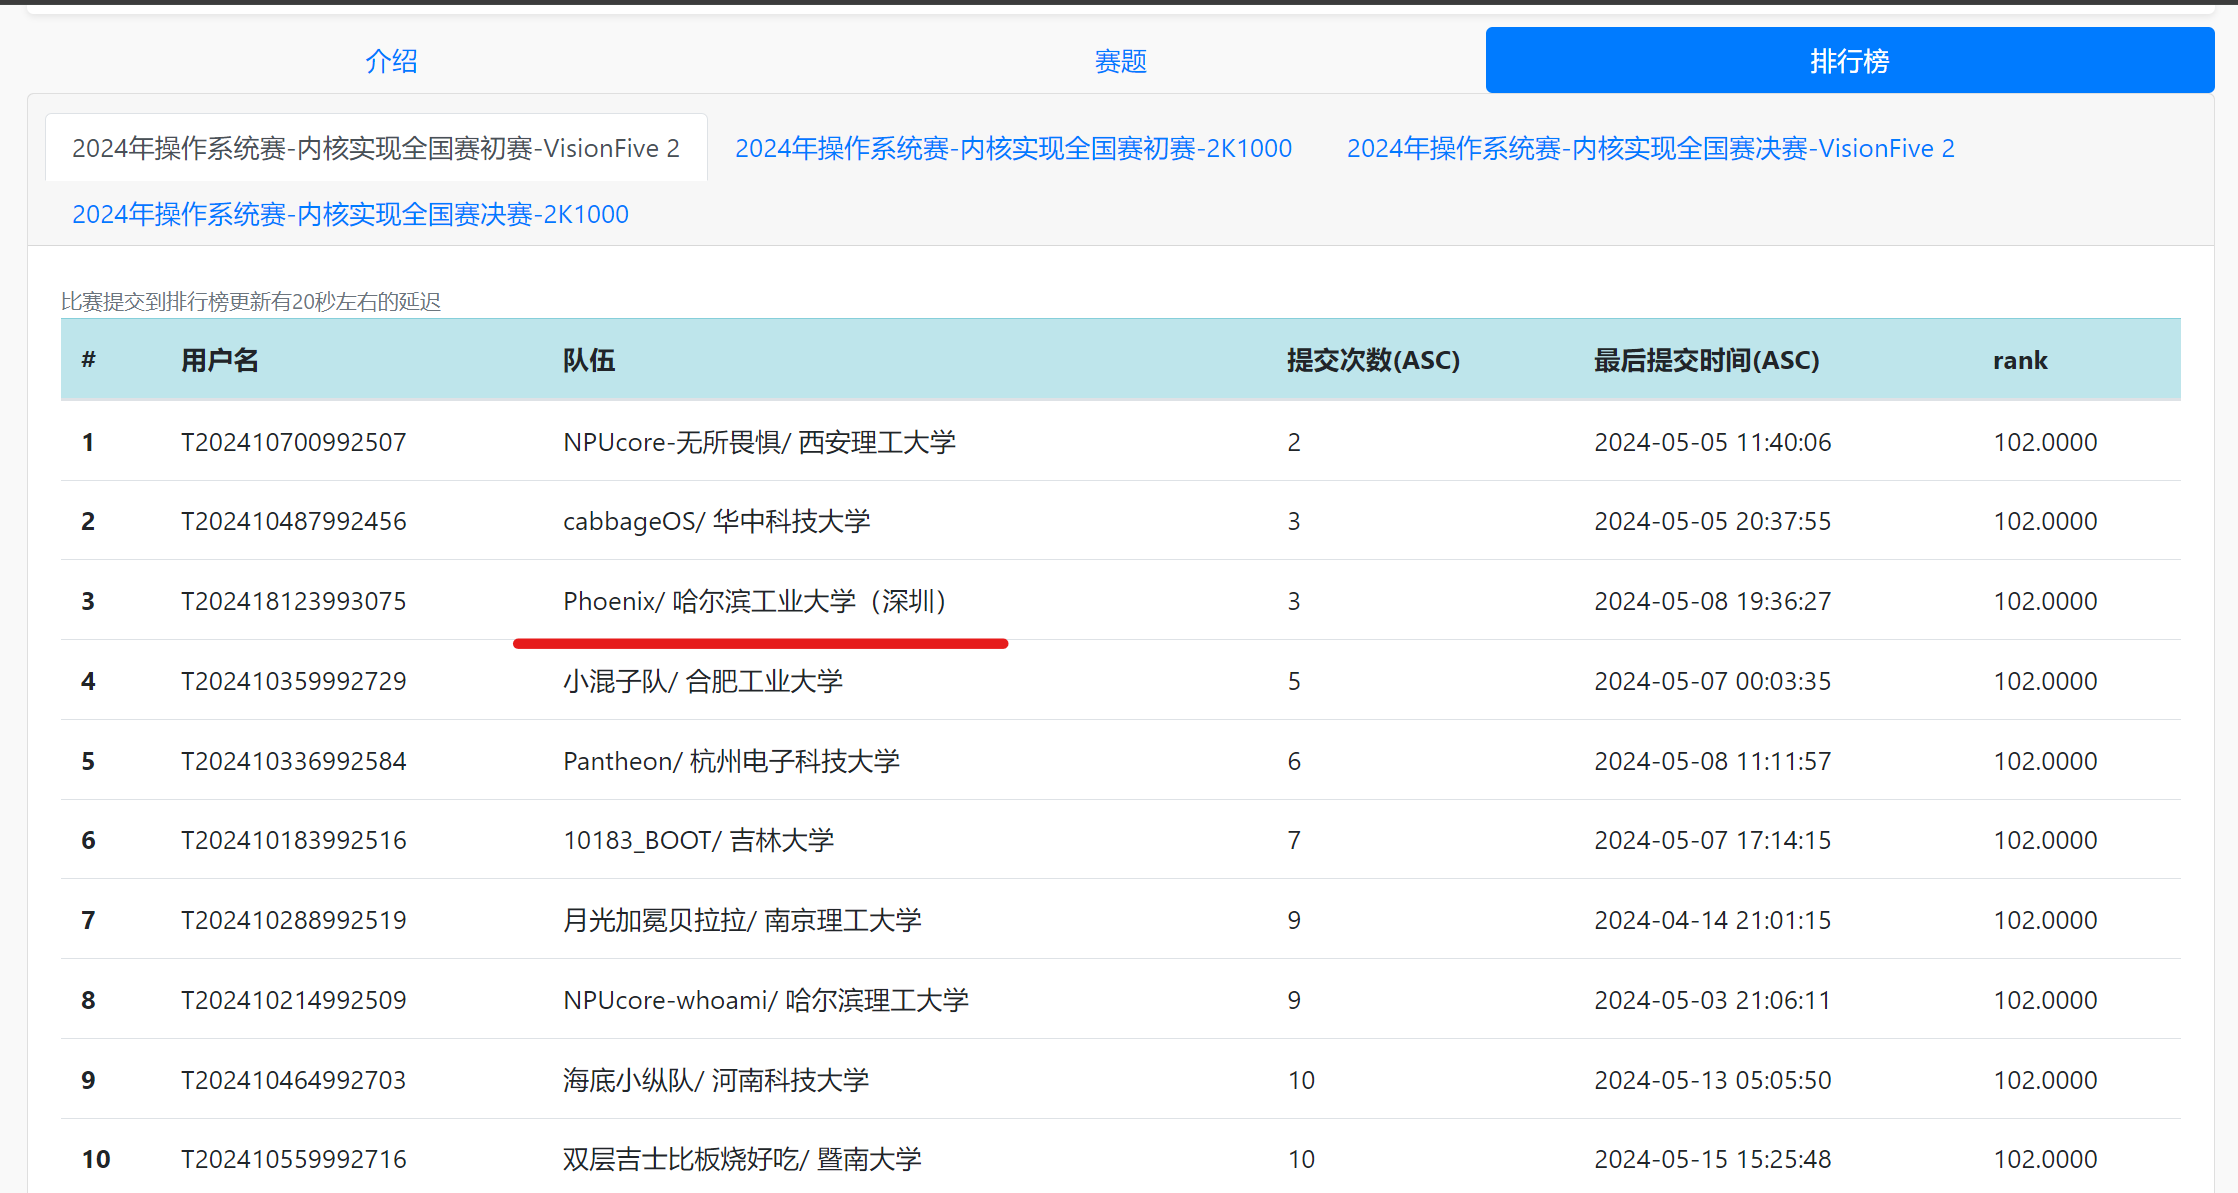 介绍 赛题 排行榜
2024年操作系统赛-内核实现全国赛初赛-VisionFive 2 2024年操作系统赛-内核实现全国赛初赛-2K1000 2024年操作系统赛-内核实现全国赛决赛-VisionFive 2
2024年操作系统赛-内核实现全国赛决赛-2K1000
比赛提交到排行榜更新有20秒左右的延迟
# 用户名 队伍 提交次数(ASC) 最后提交时间(ASC) rank
1 T202410700992507 NPUcore-无所畏惧/ 西安理工大学 2 2024-05-05 11:40:06 102.0000
2 T202410487992456 cabbageOS/ 华中科技大学 3 2024-05-05 20:37:55 102.0000
3 T202418123993075 Phoenix/ 哈尔滨工业大学（深圳） 3 2024-05-08 19:36:27 102.0000
4 T202410359992729 小混子队/ 合肥工业大学 5 2024-05-07 00:03:35 102.0000
5 T202410336992584 Pantheon/ 杭州电子科技大学 6 2024-05-08 11:11:57 102.0000
6 T202410183992516 10183_BOOT/ 吉林大学 7 2024-05-07 17:14:15 102.0000
7 T202410288992519 月光加冕贝拉拉/ 南京理工大学 9 2024-04-14 21:01:15 102.0000
8 T202410214992509 NPUcore-whoami/ 哈尔滨理工大学 9 2024-05-03 21:06:11 102.0000
9 T202410464992703 海底小纵队/ 河南科技大学 10 2024-05-13 05:05:50 102.0000
10 T202410559992716 双层吉士比板烧好吃/ 暨南大学 10 2024-05-15 15:25:48 102.0000